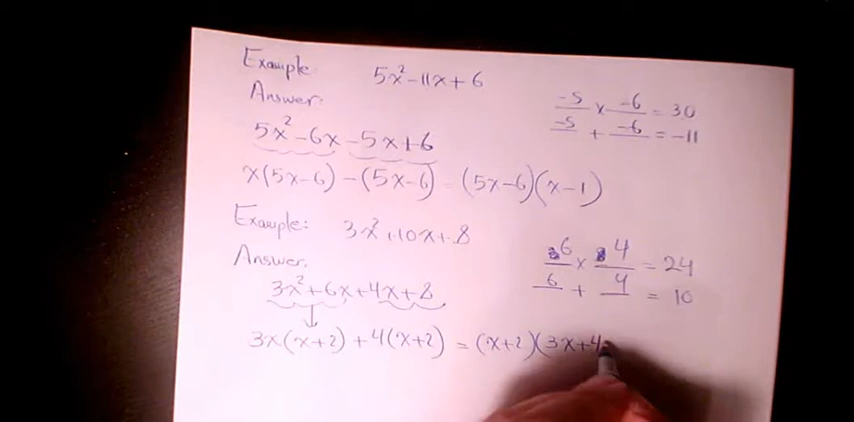 Example: 5x² - 11x + 6
Answer:
-5 x -6 = 30
-5 + -6 = -11
5x² - 6x - 5x + 6
x(5x-6) - (5x-6) = (5x-6)(x-1)
Example: 3x² + 10x + 8
Answer:
6 x 4 = 24
6 + 4 = 10
3x² + 6x + 4x + 8
3x(x+2) + 4(x+2) = (x+2)(3x+4